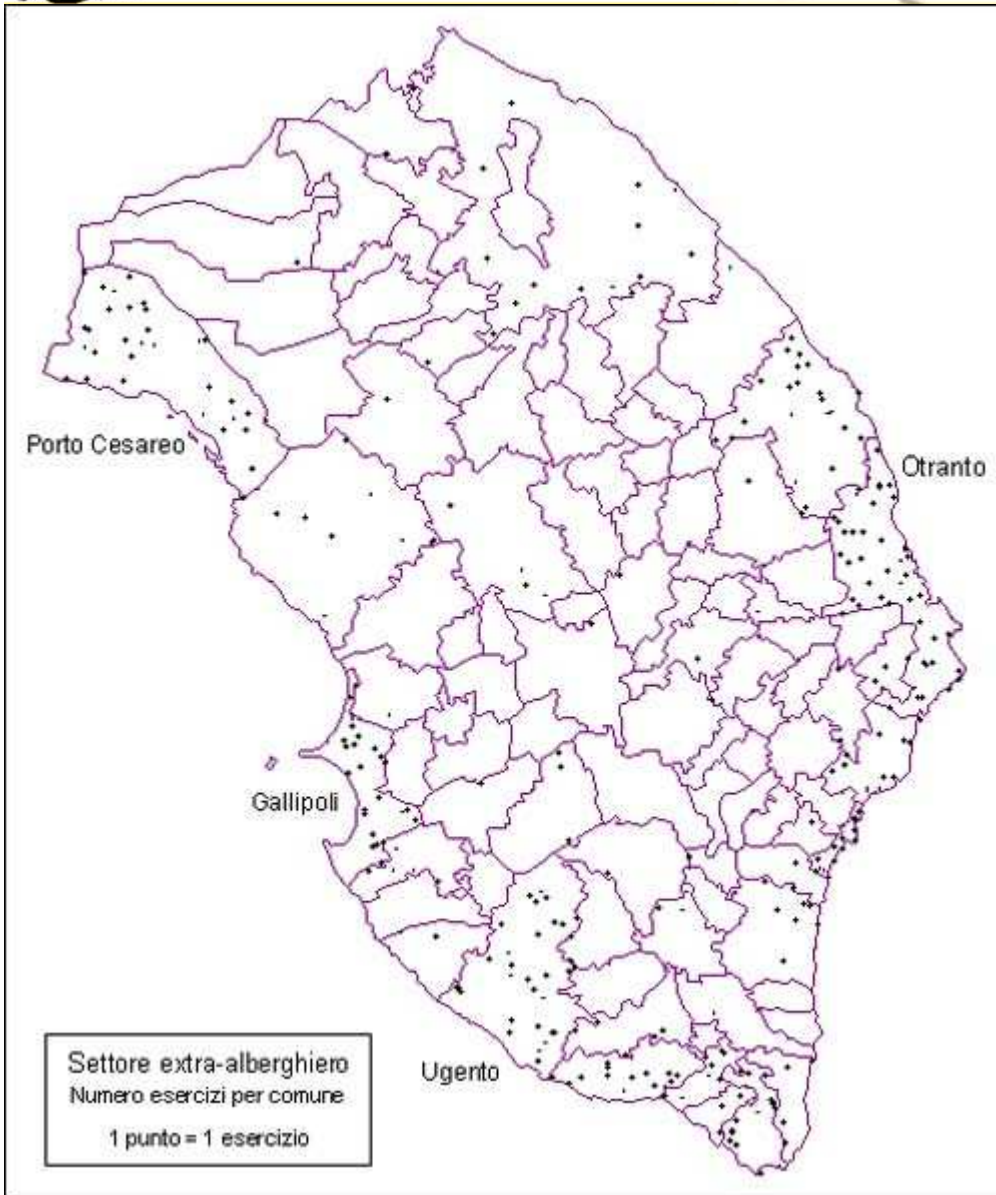 Porto Cesareo
Otranto
Gallipoli
Ugento
Settore extra-alberghiero
Numero esercizi per comune
1 punto = 1 esercizio